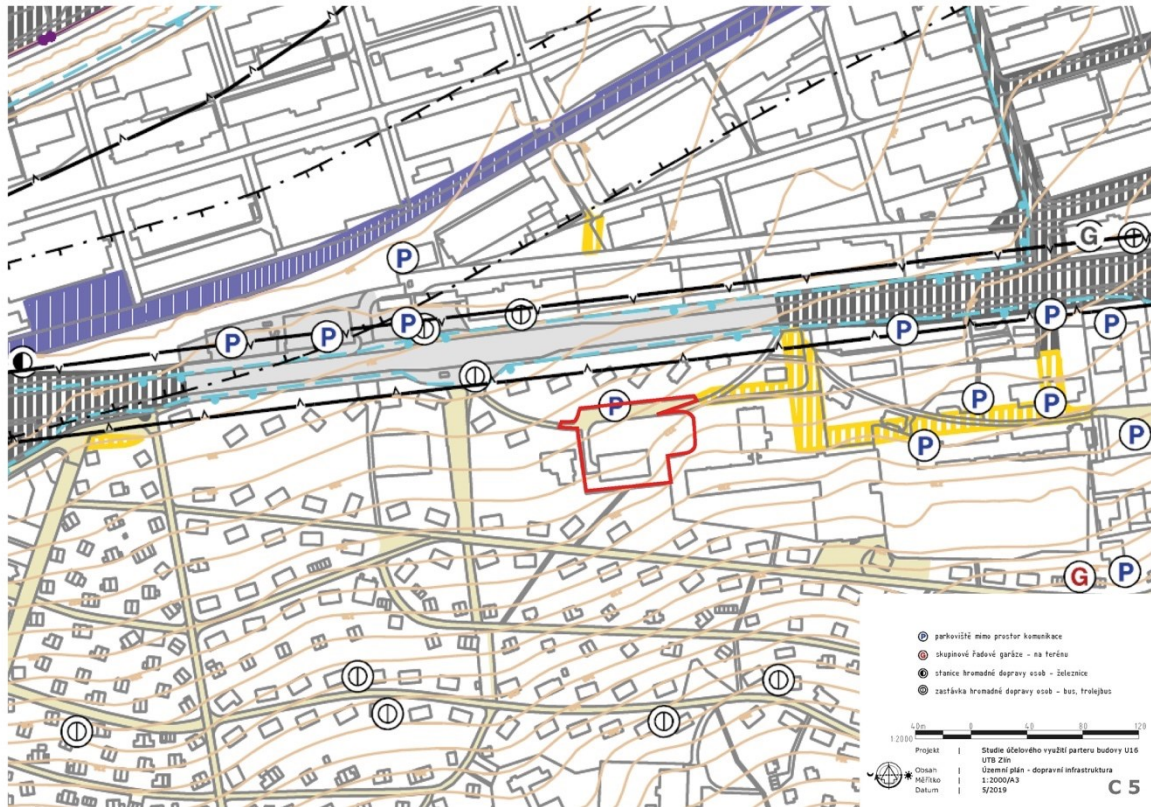 P
G
P
P
P
P
P
P
P
P
P
P
P
G
P
P parkoviště mimo prostor komunikace
G skupinové řadové garáže - na terénu
stanice hromadné dopravy osob - železnice
zastávka hromadné dopravy osob - bus, trolejbus
40m 0 40 80 120
1:2000
Projekt | Studie účelového využití parteru budovy U16
UTB Zlín
Obsah | Územní plán - dopravní infrastruktura
Měřítko | 1:2000/A3
Datum | 5/2019
C 5